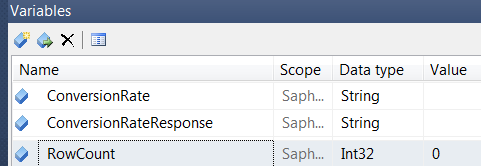 Variables
Name Scope Data type Value
ConversionRate Saph... String
ConversionRateResponse Saph... String
RowCount Saph... Int32 0